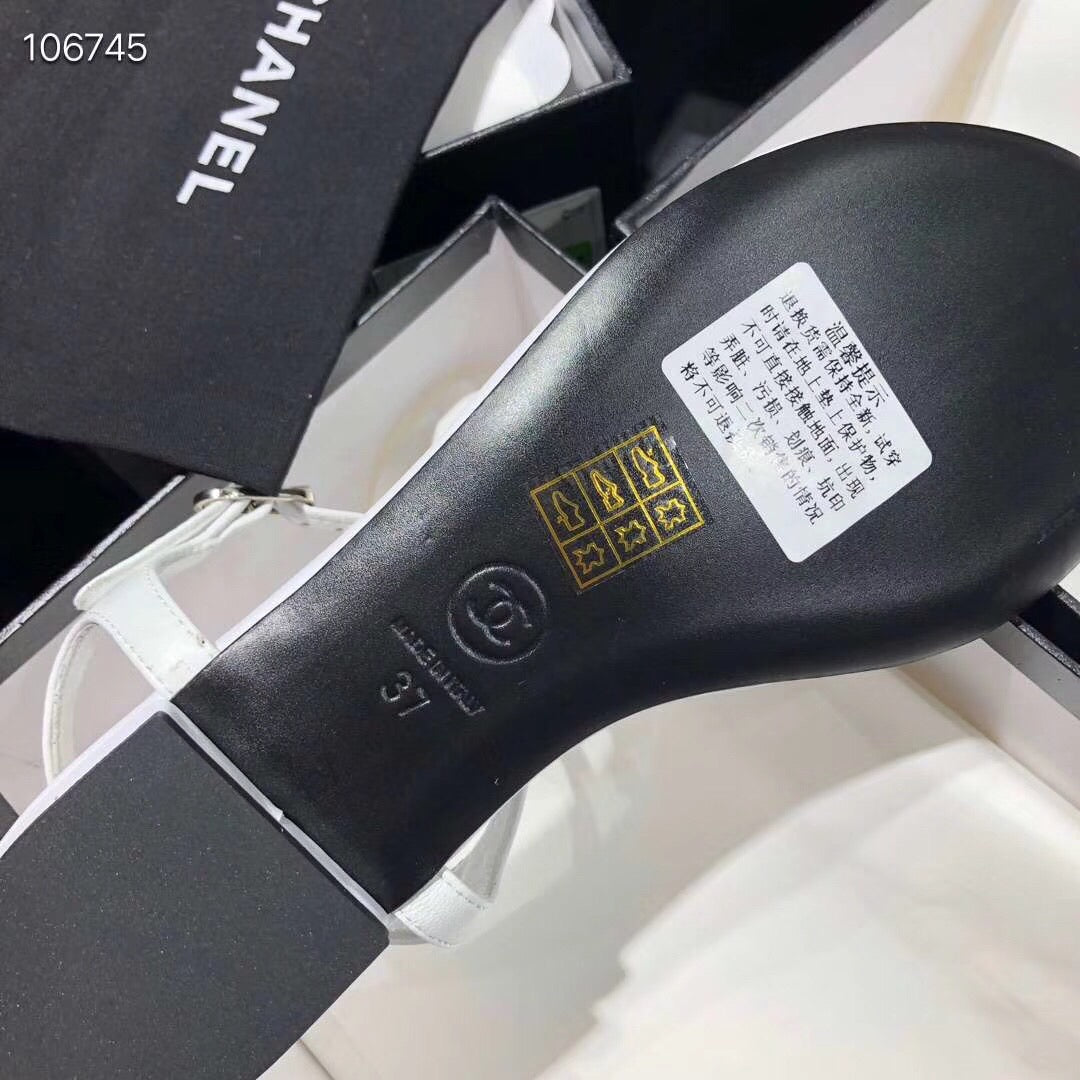 106745
CHANEL
温馨提示
退换货需保持全新，试穿
时请在地上垫上保护物，
不可直接接触地面，出现
弄脏、污损、划痕、坑印
等影响二次销售的情况
将不可退
MADE IN ITALY
37